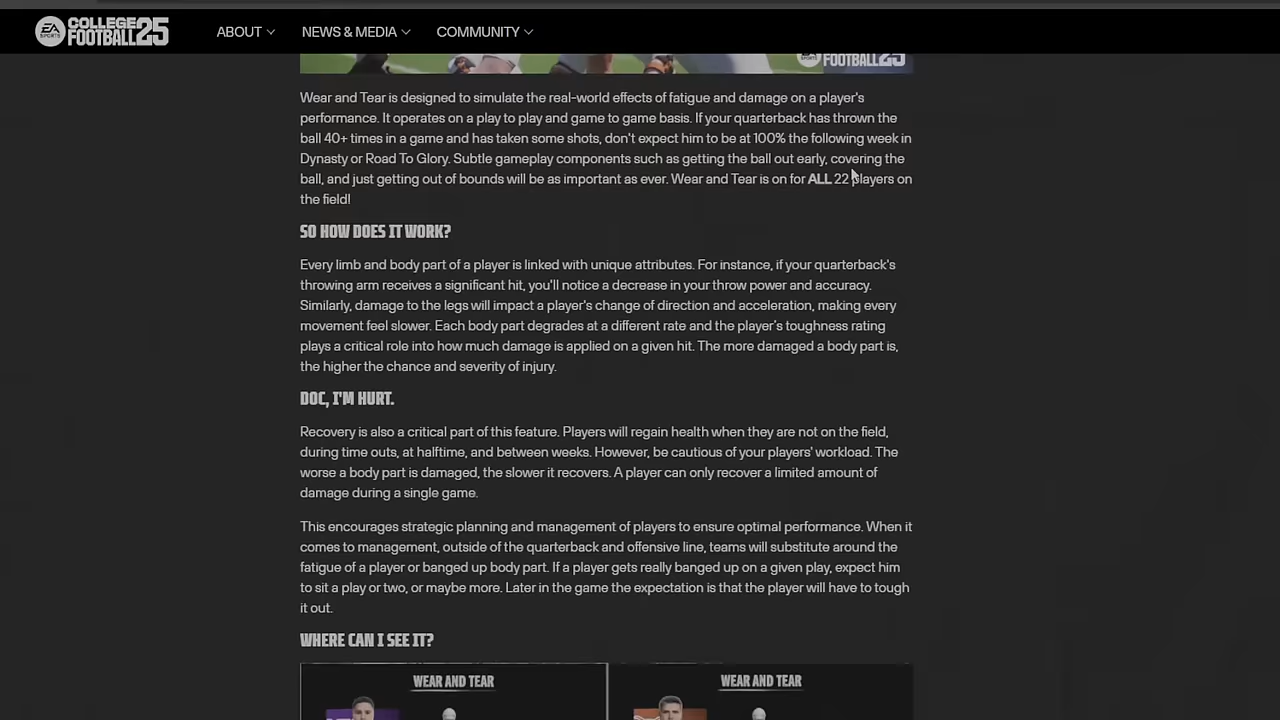 EA SPORTS COLLEGE FOOTBALL 25
ABOUT NEWS & MEDIA COMMUNITY
FOOTBALL 25
Wear and Tear is designed to simulate the real-world effects of fatigue and damage on a player's
performance. It operates on a play to play and game to game basis. If your quarterback has thrown the
ball 40+ times in a game and has taken some shots, don't expect him to be at 100% the following week in
Dynasty or Road To Glory. Subtle gameplay components such as getting the ball out early, covering the
ball, and just getting out of bounds will be as important as ever. Wear and Tear is on for ALL 22 players on
the field!
SO HOW DOES IT WORK?
Every limb and body part of a player is linked with unique attributes. For instance, if your quarterback's
throwing arm receives a significant hit, you'll notice a decrease in your throw power and accuracy.
Similarly, damage to the legs will impact a player's change of direction and acceleration, making every
movement feel slower. Each body part degrades at a different rate and the player's toughness rating
plays a critical role into how much damage is applied on a given hit. The more damaged a body part is,
the higher the chance and severity of injury.
DOC, I'M HURT.
Recovery is also a critical part of this feature. Players will regain health when they are not on the field,
during time outs, at halftime, and between weeks. However, be cautious of your players' workload. The
worse a body part is damaged, the slower it recovers. A player can only recover a limited amount of
damage during a single game.
This encourages strategic planning and management of players to ensure optimal performance. When it
comes to management, outside of the quarterback and offensive line, teams will substitute around the
fatigue of a player or banged up body part. If a player gets really banged up on a given play, expect him
to sit a play or two, or maybe more. Later in the game the expectation is that the player will have to tough
it out.
WHERE CAN I SEE IT?
WEAR AND TEAR
WEAR AND TEAR